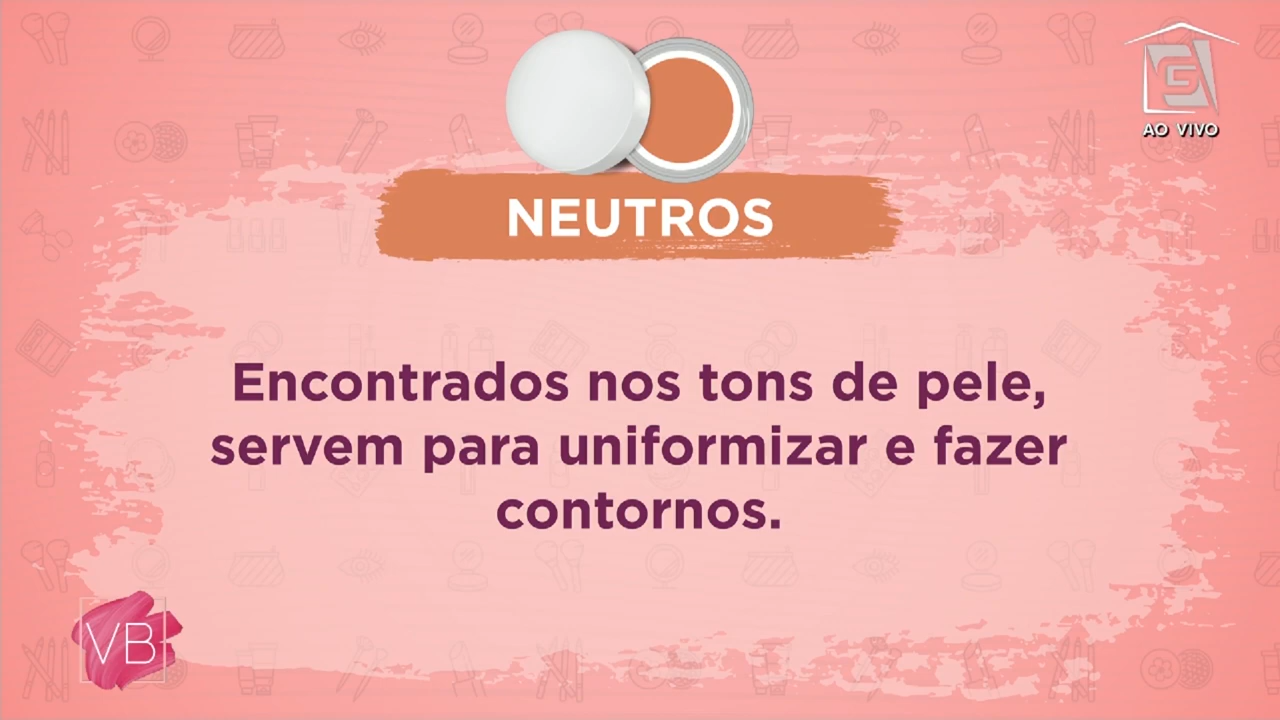 AO VIVO
NEUTROS
Encontrados nos tons de pele,
servem para uniformizar e fazer
contornos.
VB